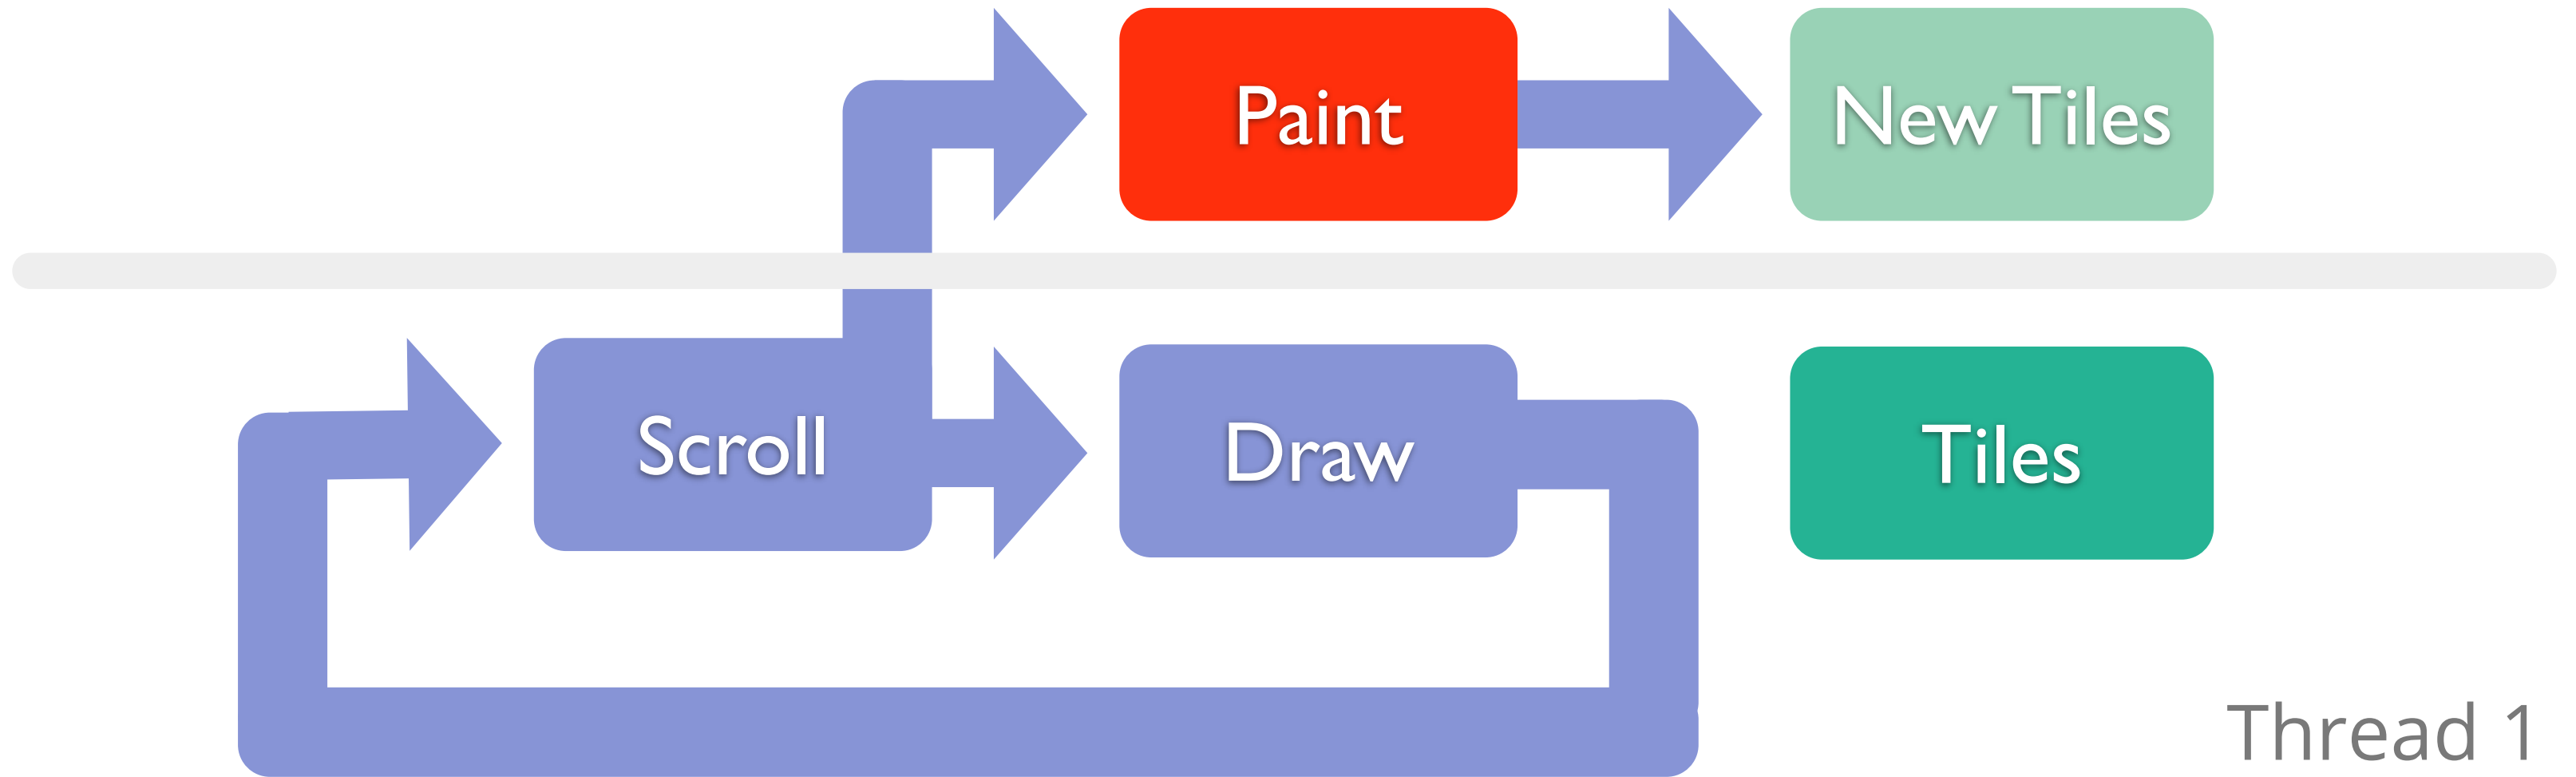 Paint
New Tiles
Scroll
Draw
Tiles
Thread 1